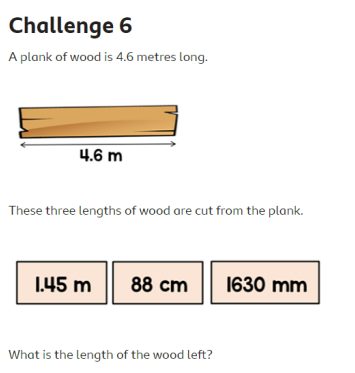 Challenge 6
A plank of wood is 4.6 metres long.
4.6 m
These three lengths of wood are cut from the plank.
1.45 m 88 cm 1630 mm
What is the length of the wood left?